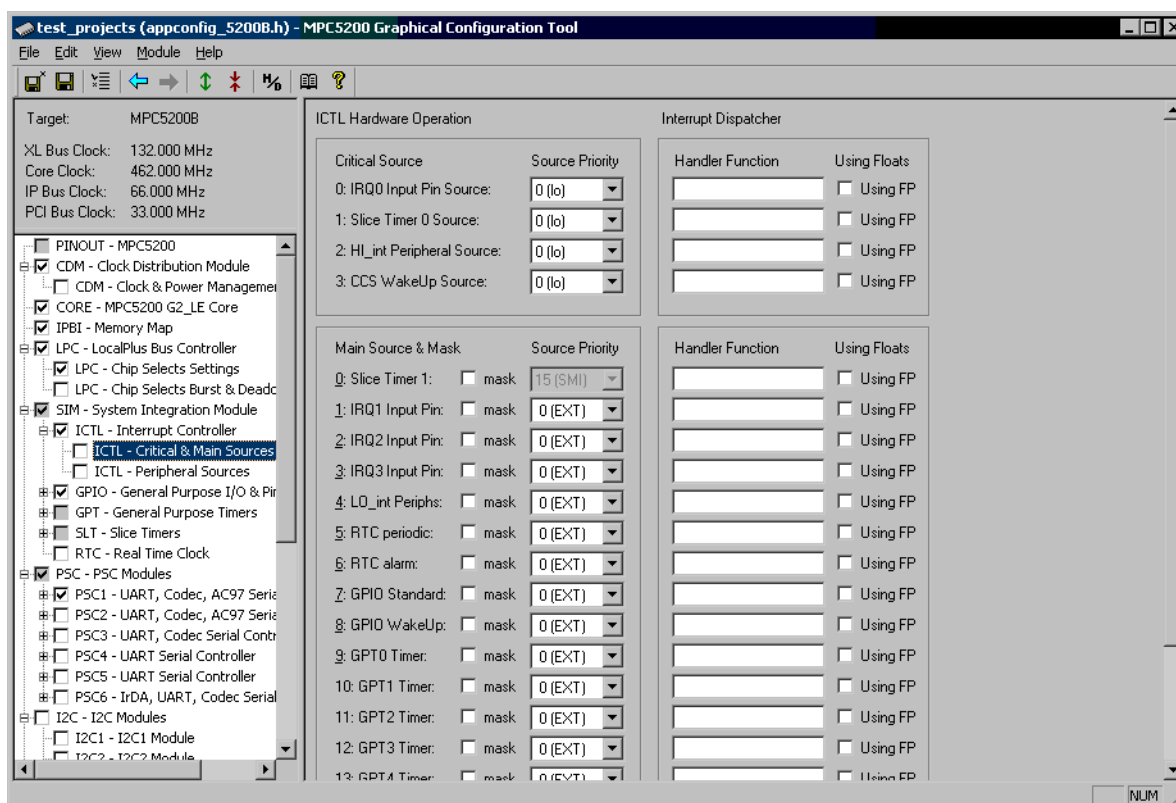 test_projects (appconfig_5200B.h) - MPC5200 Graphical Configuration Tool
File Edit View Module Help
H/D
Target: MPC5200B
XL Bus Clock: 132.000 MHz
Core Clock: 462.000 MHz
IP Bus Clock: 66.000 MHz
PCI Bus Clock: 33.000 MHz
PINOUT - MPC5200
CDM - Clock Distribution Module
CDM - Clock & Power Managemen
CORE - MPC5200 G2_LE Core
IPBI - Memory Map
LPC - LocalPlus Bus Controller
LPC - Chip Selects Settings
LPC - Chip Selects Burst & Deadc
SIM - System Integration Module
ICTL - Interrupt Controller
ICTL - Critical & Main Sources
ICTL - Peripheral Sources
GPIO - General Purpose I/O & Pin
GPT - General Purpose Timers
SLT - Slice Timers
RTC - Real Time Clock
PSC - PSC Modules
PSC1 - UART, Codec, AC97 Seria
PSC2 - UART, Codec, AC97 Seria
PSC3 - UART, Codec Serial Contr
PSC4 - UART Serial Controller
PSC5 - UART Serial Controller
PSC6 - IrDA, UART, Codec Serial
I2C - I2C Modules
I2C1 - I2C1 Module
I2C2 - I2C2 Module
ICTL Hardware Operation Interrupt Dispatcher
Critical Source Source Priority Handler Function Using Floats
0: IRQ0 Input Pin Source: 0 (lo) Using FP
1: Slice Timer 0 Source: 0 (lo) Using FP
2: HI_int Peripheral Source: 0 (lo) Using FP
3: CCS WakeUp Source: 0 (lo) Using FP
Main Source & Mask Source Priority Handler Function Using Floats
0: Slice Timer 1: mask 15 (SMI) Using FP
1: IRQ1 Input Pin: mask 0 (EXT) Using FP
2: IRQ2 Input Pin: mask 0 (EXT) Using FP
3: IRQ3 Input Pin: mask 0 (EXT) Using FP
4: LO_int Periphs: mask 0 (EXT) Using FP
5: RTC periodic: mask 0 (EXT) Using FP
6: RTC alarm: mask 0 (EXT) Using FP
7: GPIO Standard: mask 0 (EXT) Using FP
8: GPIO WakeUp: mask 0 (EXT) Using FP
9: GPT0 Timer: mask 0 (EXT) Using FP
10: GPT1 Timer: mask 0 (EXT) Using FP
11: GPT2 Timer: mask 0 (EXT) Using FP
12: GPT3 Timer: mask 0 (EXT) Using FP
13: GPT4 Timer: mask 0 (EXT) Using FP
NUM